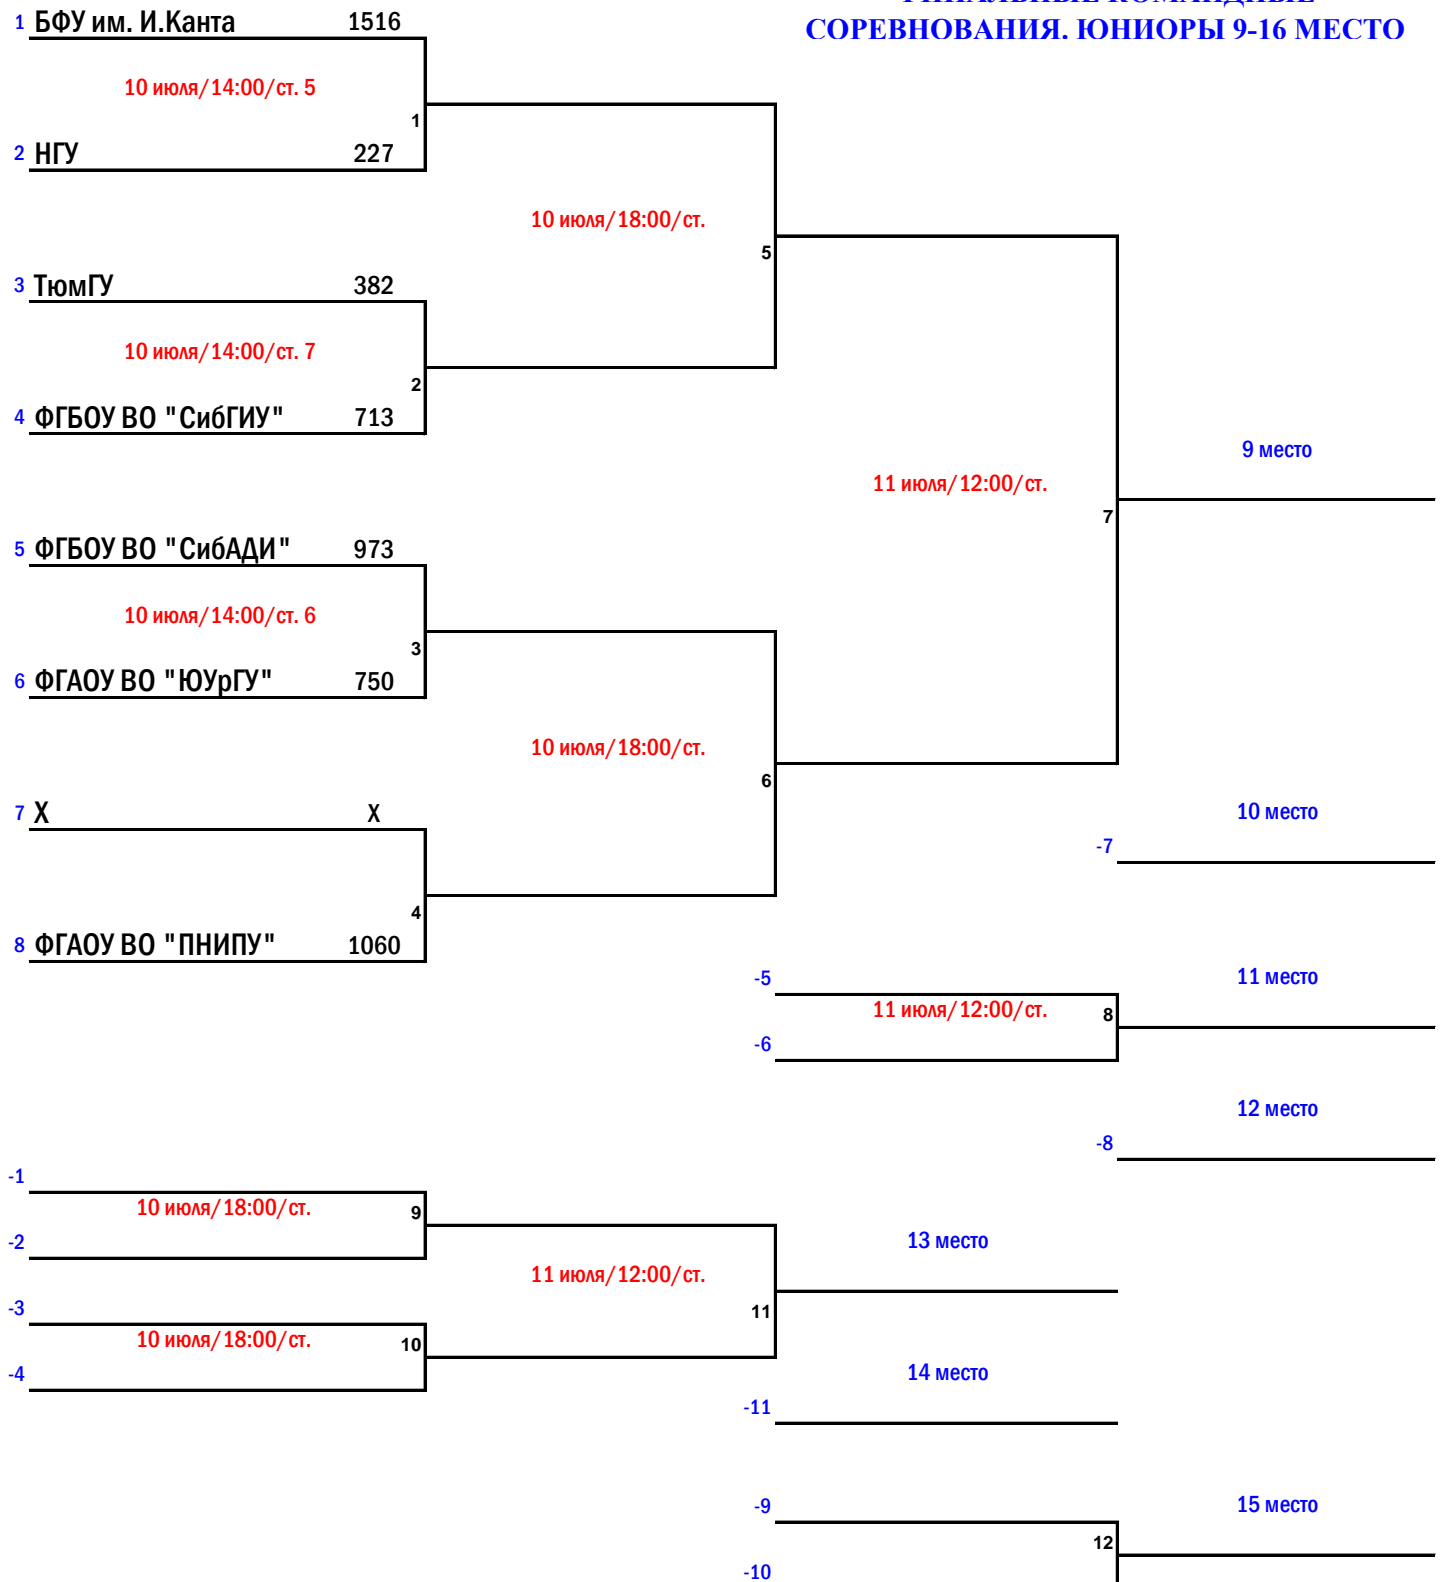 СОРЕВНОВАНИЯ. ЮНИОРЫ 9-16 МЕСТО
1 БФУ им. И.Канта 1516
10 июля/14:00/ст. 5
1
2 НГУ 227
10 июля/18:00/ст.
5
3 ТюмГУ 382
10 июля/14:00/ст. 7
2
4 ФГБОУ ВО "СибГИУ" 713
9 место
11 июля/12:00/ст.
7
5 ФГБОУ ВО "СибАДИ" 973
10 июля/14:00/ст. 6
3
6 ФГАОУ ВО "ЮУрГУ" 750
10 июля/18:00/ст.
6
7 Х Х
10 место
-7
4
8 ФГАОУ ВО "ПНИПУ" 1060
-5
11 место
11 июля/12:00/ст.
8
-6
12 место
-8
-1
10 июля/18:00/ст.
9
-2
13 место
11 июля/12:00/ст.
-3
11
10 июля/18:00/ст.
10
-4
14 место
-11
-9
15 место
12
-10